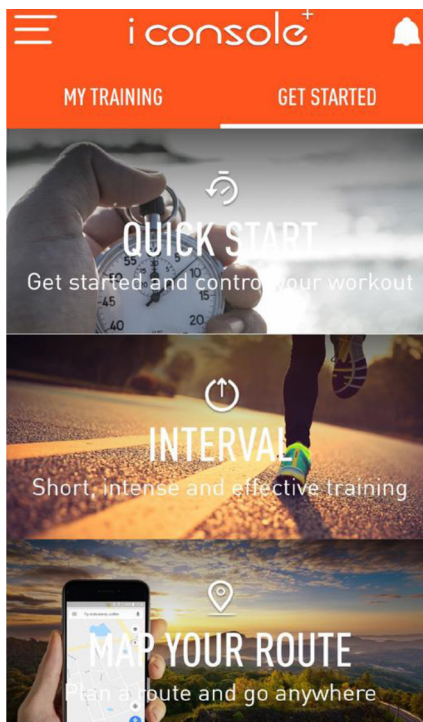 i console+
MY TRAINING
GET STARTED
QUICK START
Get started and control your workout
INTERVAL
Short, intense and effective training
MAP YOUR ROUTE
Plan a route and go anywhere